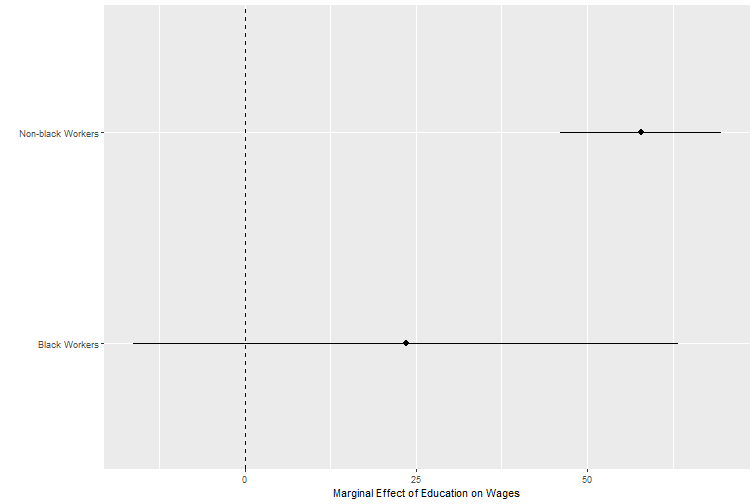 Non-black Workers
Black Workers
0
25
50
Marginal Effect of Education on Wages